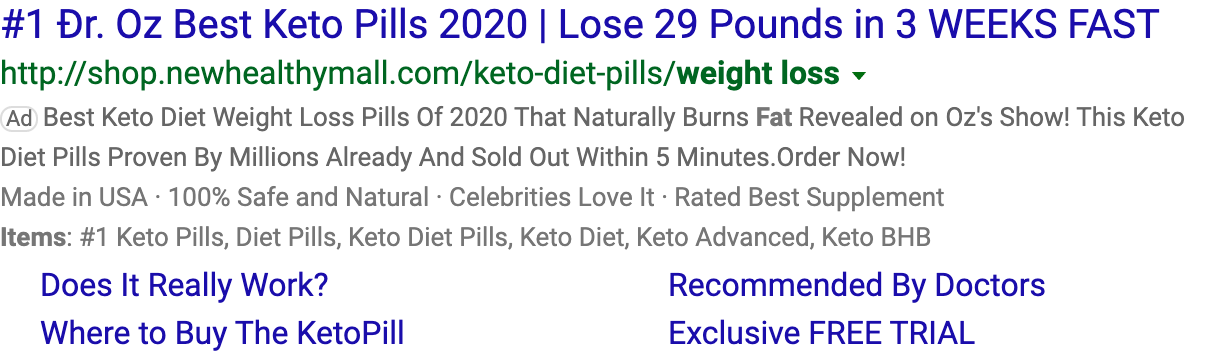 #1 Đr. Oz Best Keto Pills 2020 | Lose 29 Pounds in 3 WEEKS FAST
http://shop.newhealthymall.com/keto-diet-pills/weight loss
Ad Best Keto Diet Weight Loss Pills Of 2020 That Naturally Burns Fat Revealed on Oz's Show! This Keto
Diet Pills Proven By Millions Already And Sold Out Within 5 Minutes.Order Now!
Made in USA · 100% Safe and Natural · Celebrities Love It · Rated Best Supplement
Items: #1 Keto Pills, Diet Pills, Keto Diet Pills, Keto Diet, Keto Advanced, Keto BHB
Does It Really Work?
Recommended By Doctors
Where to Buy The KetoPill
Exclusive FREE TRIAL